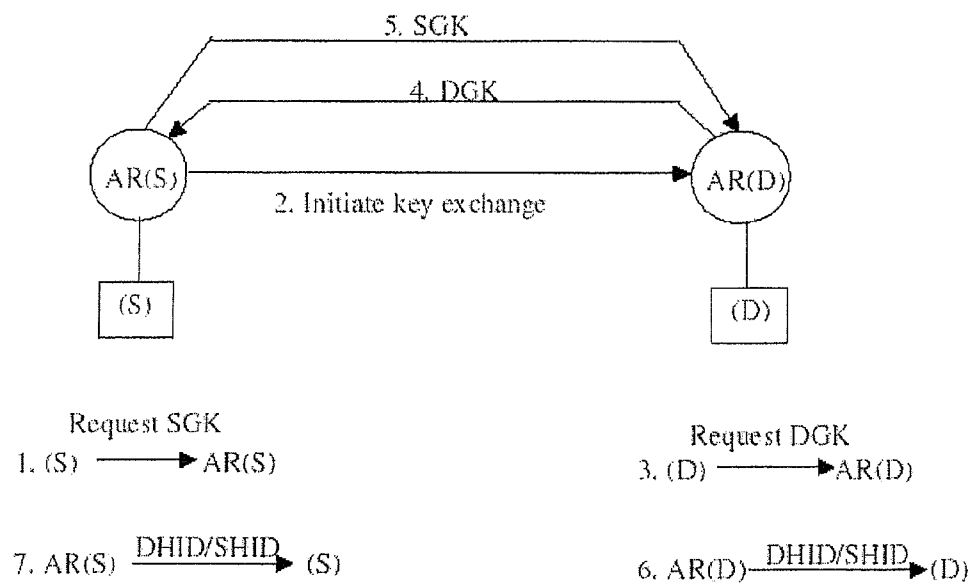 5. SGK
4. DGK
AR(S)
AR(D)
2. Initiate key exchange
(S)
(D)
Request SGK
1. (S) AR(S)
Request DGK
3. (D) AR(D)
DHID/SHID
7. AR(S) (S)
DHID/SHID
6. AR(D) (D)